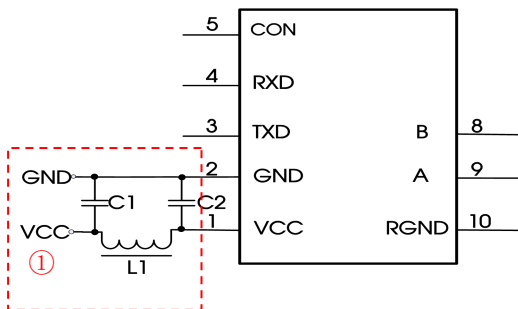 5 CON
4 RXD
3 TXD
B 8
GND 2 GND
A 9
C1 C2
VCC 1 VCC
RGND 10
①
L1